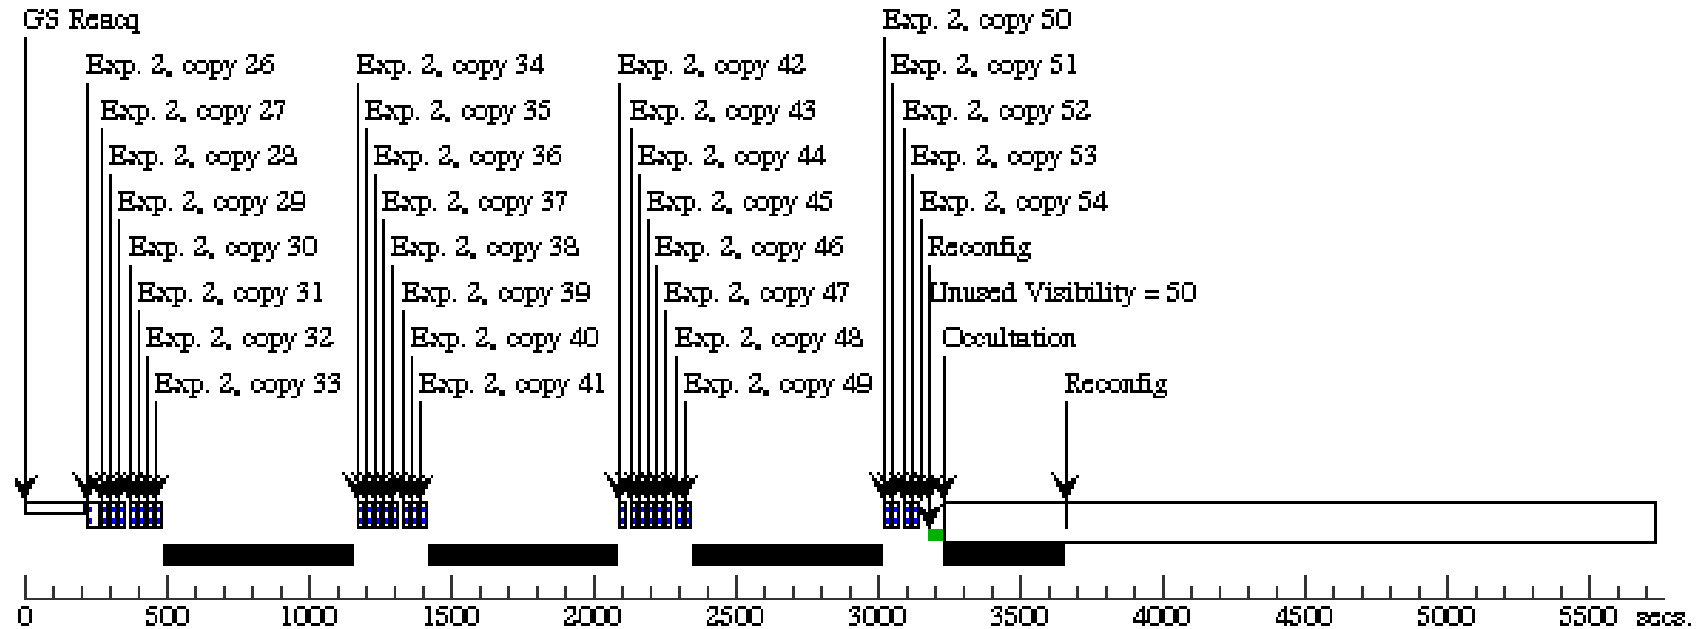 GS Reacq
Exp. 2, copy 50
Exp. 2, copy 26
Exp. 2, copy 34
Exp. 2, copy 42
Exp. 2, copy 51
Exp. 2, copy 27
Exp. 2, copy 35
Exp. 2, copy 43
Exp. 2, copy 52
Exp. 2, copy 28
Exp. 2, copy 36
Exp. 2, copy 44
Exp. 2, copy 53
Exp. 2, copy 29
Exp. 2, copy 37
Exp. 2, copy 45
Exp. 2, copy 54
Exp. 2, copy 30
Exp. 2, copy 38
Exp. 2, copy 46
Reconfig
Exp. 2, copy 31
Exp. 2, copy 39
Exp. 2, copy 47
Unused Visibility = 50
Exp. 2, copy 32
Exp. 2, copy 40
Exp. 2, copy 48
Occultation
Exp. 2, copy 33
Exp. 2, copy 41
Exp. 2, copy 49
Reconfig
0 500 1000 1500 2000 2500 3000 3500 4000 4500 5000 5500 secs.